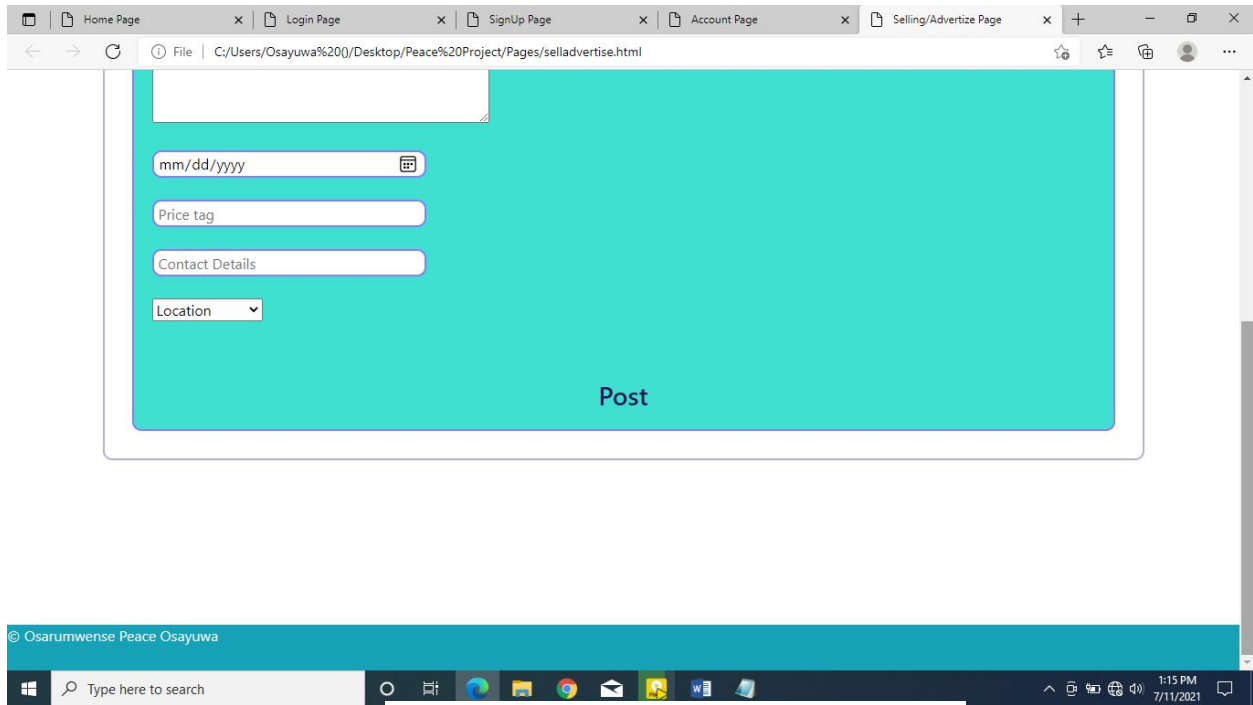 Home Page
Login Page
SignUp Page
Account Page
Selling/Advertize Page
File
C:/Users/Osayuwa%20()/Desktop/Peace%20Project/Pages/selladvertise.html
mm/dd/yyyy
Price tag
Contact Details
Location
Post
© Osarumwense Peace Osayuwa
Type here to search
1:15 PM
7/11/2021